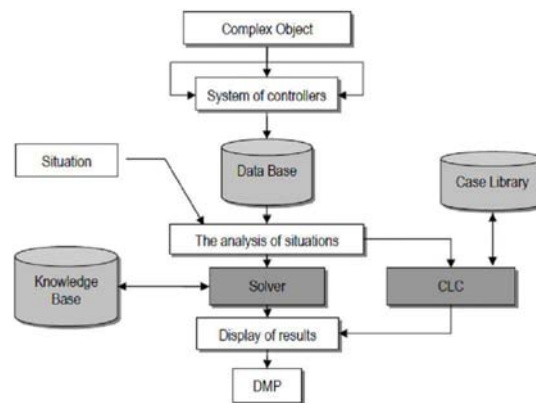 Complex Object
System of controllers
Situation
Data Base
Case Library
The analysis of situations
Knowledge
Base
Solver
CLC
Display of results
DMP